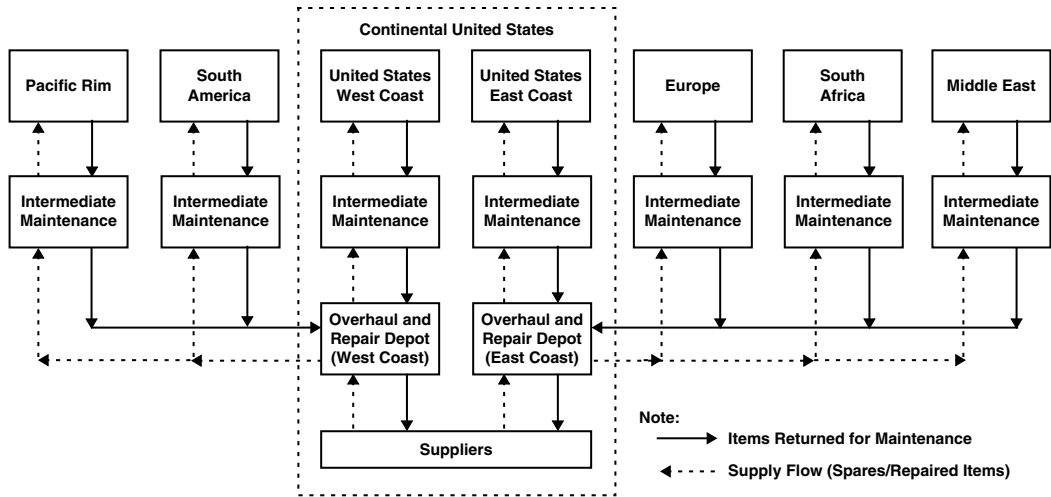 Continental United States
Pacific Rim
South
America
United States
West Coast
United States
East Coast
Europe
South
Africa
Middle East
Intermediate
Maintenance
Intermediate
Maintenance
Intermediate
Maintenance
Intermediate
Maintenance
Intermediate
Maintenance
Intermediate
Maintenance
Intermediate
Maintenance
Overhaul and
Repair Depot
(West Coast)
Overhaul and
Repair Depot
(East Coast)
Suppliers
Note:
Items Returned for Maintenance
Supply Flow (Spares/Repaired Items)